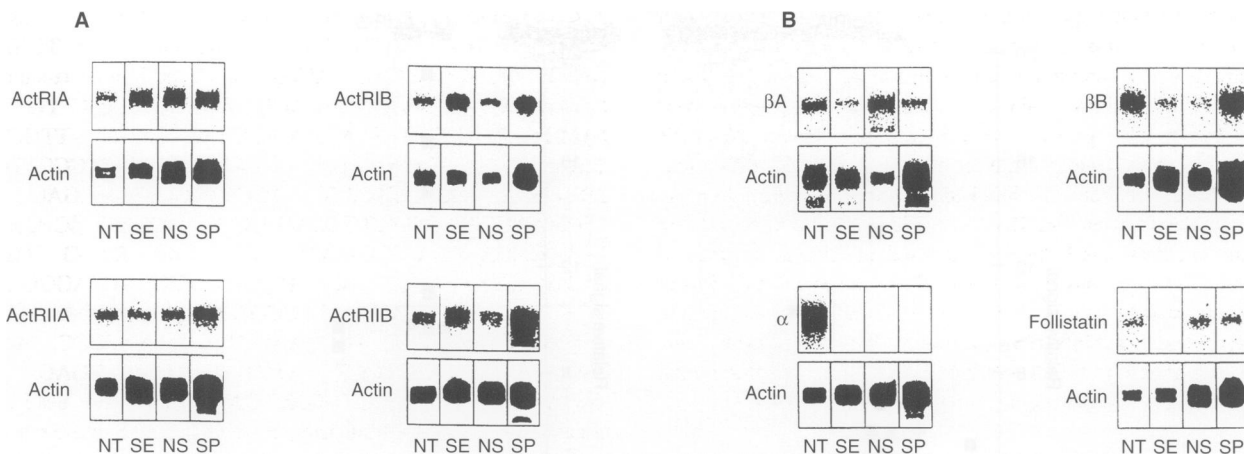 A
B
ActRIA
Actin
NT SE NS SP
ActRIB
Actin
NT SE NS SP
βA
Actin
NT SE NS SP
βB
Actin
NT SE NS SP
ActRIIA
Actin
NT SE NS SP
ActRIIB
Actin
NT SE NS SP
α
Actin
NT SE NS SP
Follistatin
Actin
NT SE NS SP